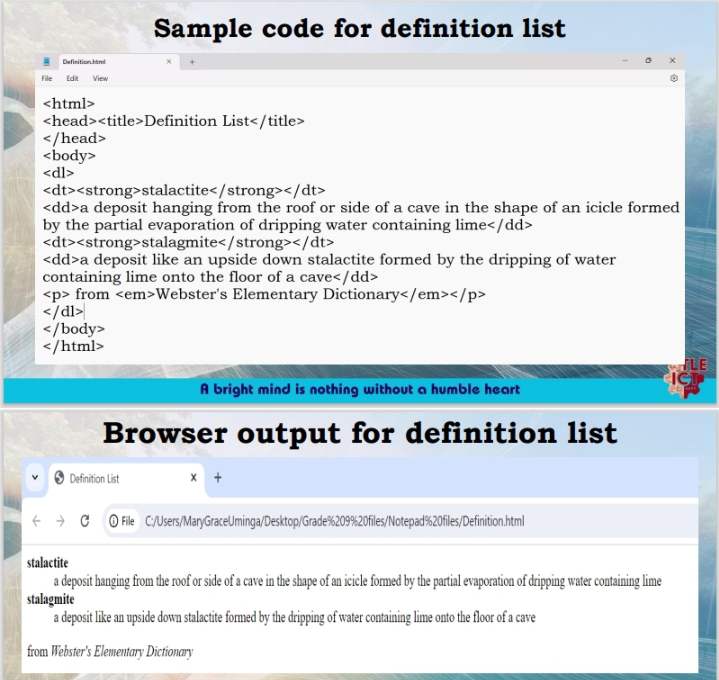 Sample code for definition list
Definition.html × +
File Edit View
<html>
<head><title>Definition List</title>
</head>
<body>
<dl>
<dt><strong>stalactite</strong></dt>
<dd>a deposit hanging from the roof or side of a cave in the shape of an icicle formed
by the partial evaporation of dripping water containing lime</dd>
<dt><strong>stalagmite</strong></dt>
<dd>a deposit like an upside down stalactite formed by the dripping of water
containing lime onto the floor of a cave</dd>
<p> from <em>Webster's Elementary Dictionary</em></p>
</dl>
</body>
</html>
TLE
ICT
A bright mind is nothing without a humble heart
Browser output for definition list
Definition List x +
File C:/Users/MaryGraceUminga/Desktop/Grade%209%20files/Notepad%20files/Definition.html
stalactite
a deposit hanging from the roof or side of a cave in the shape of an icicle formed by the partial evaporation of dripping water containing lime
stalagmite
a deposit like an upside down stalactite formed by the dripping of water containing lime onto the floor of a cave
from Webster's Elementary Dictionary